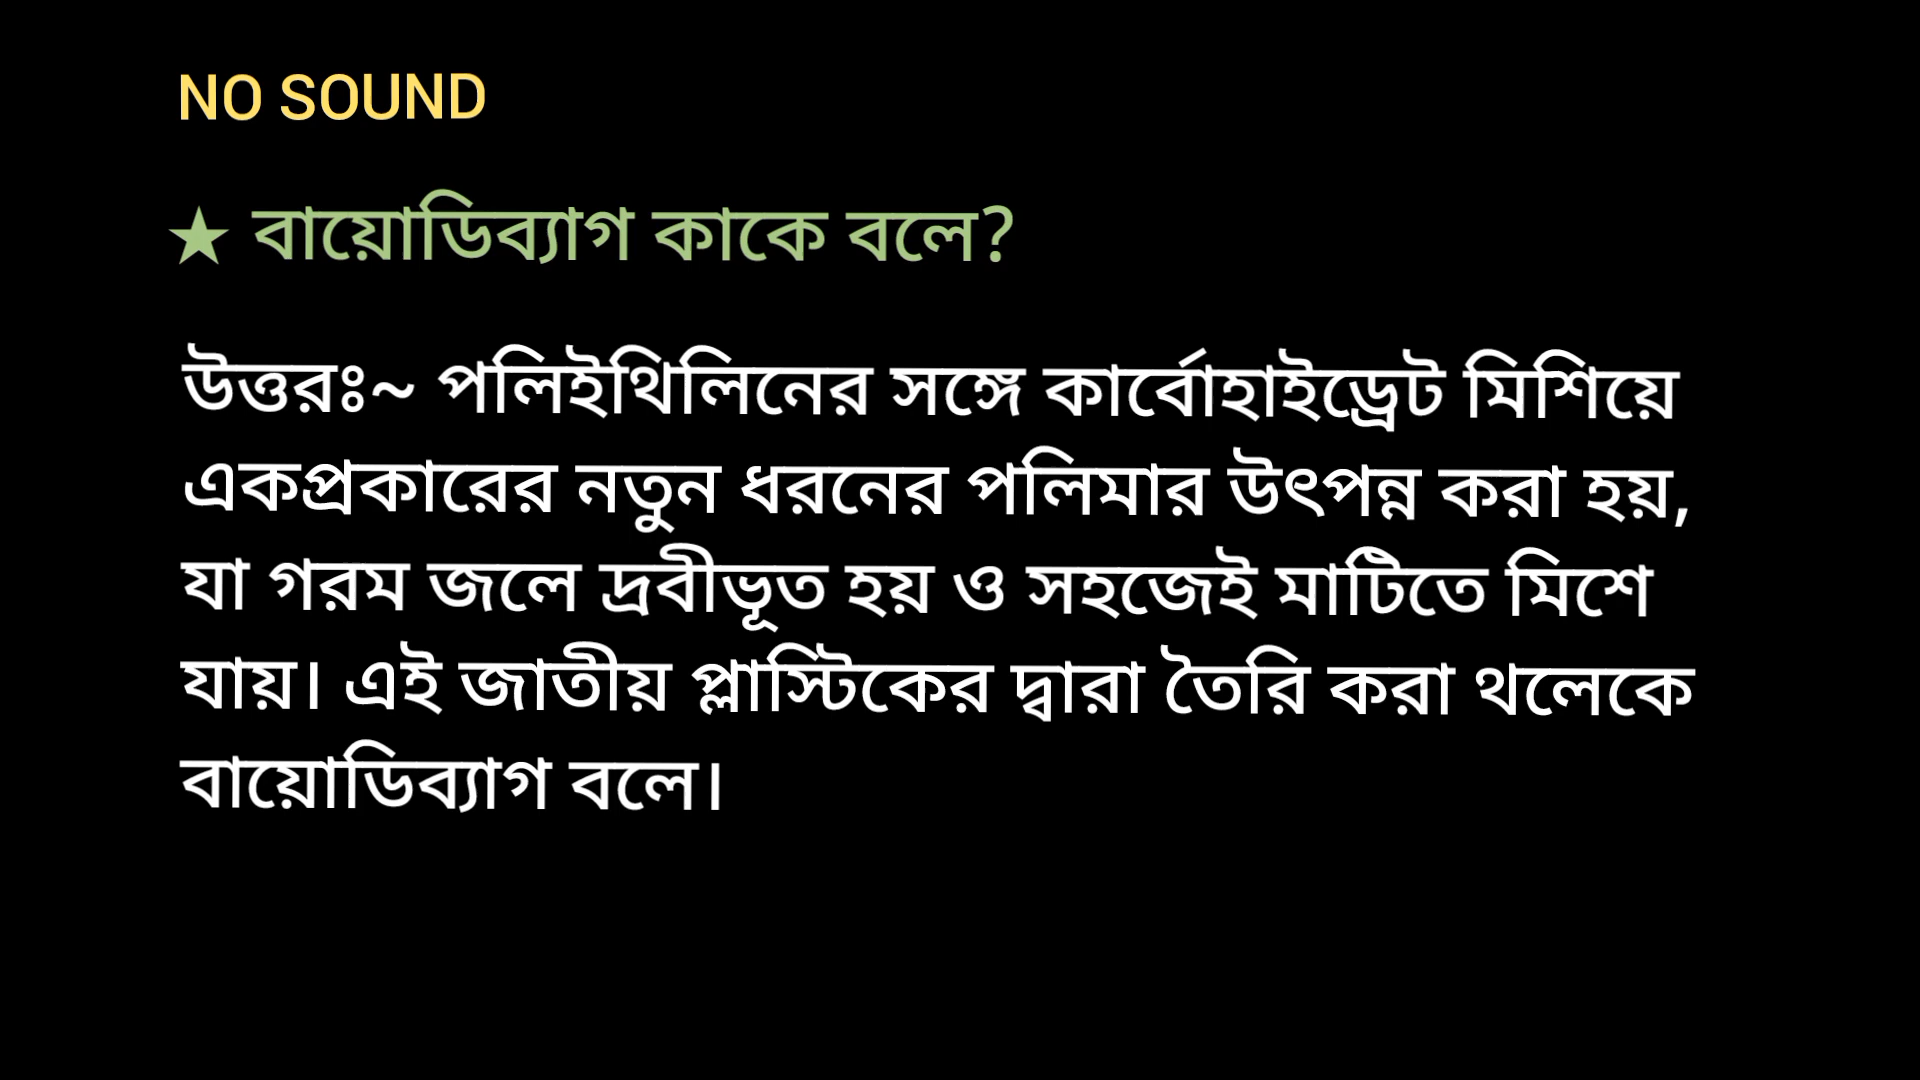 NO SOUND
★ বায়োডিব্যাগ কাকে বলে?
উত্তরঃ~ পলিইথিলিনের সঙ্গে কার্বোহাইড্রেট মিশিয়ে
একপ্রকারের নতুন ধরনের পলিমার উৎপন্ন করা হয়,
যা গরম জলে দ্রবীভূত হয় ও সহজেই মাটিতে মিশে
যায়। এই জাতীয় প্লাস্টিকের দ্বারা তৈরি করা থলেকে
বায়োডিব্যাগ বলে।